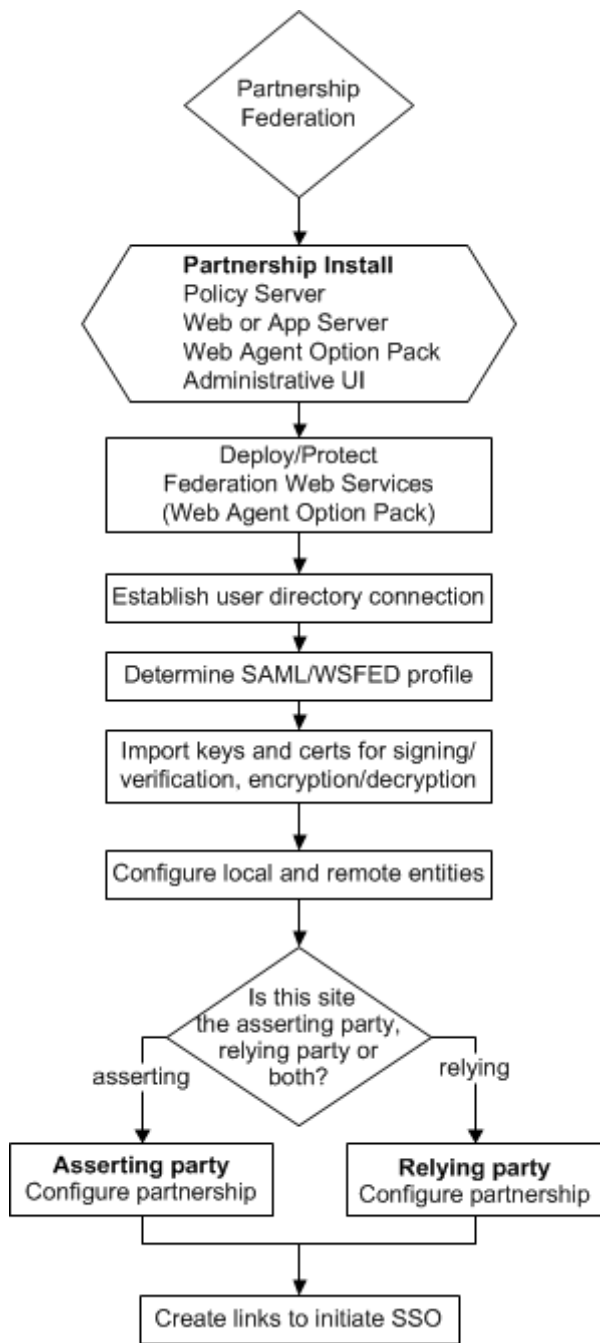 Partnership
Federation
Partnership Install
Policy Server
Web or App Server
Web Agent Option Pack
Administrative UI
Deploy/Protect
Federation Web Services
(Web Agent Option Pack)
Establish user directory connection
Determine SAML/WSFED profile
Import keys and certs for signing/
verification, encryption/decryption
Configure local and remote entities
Is this site
the asserting party,
relying party or
both?
asserting
relying
Asserting party
Configure partnership
Relying party
Configure partnership
Create links to initiate SSO